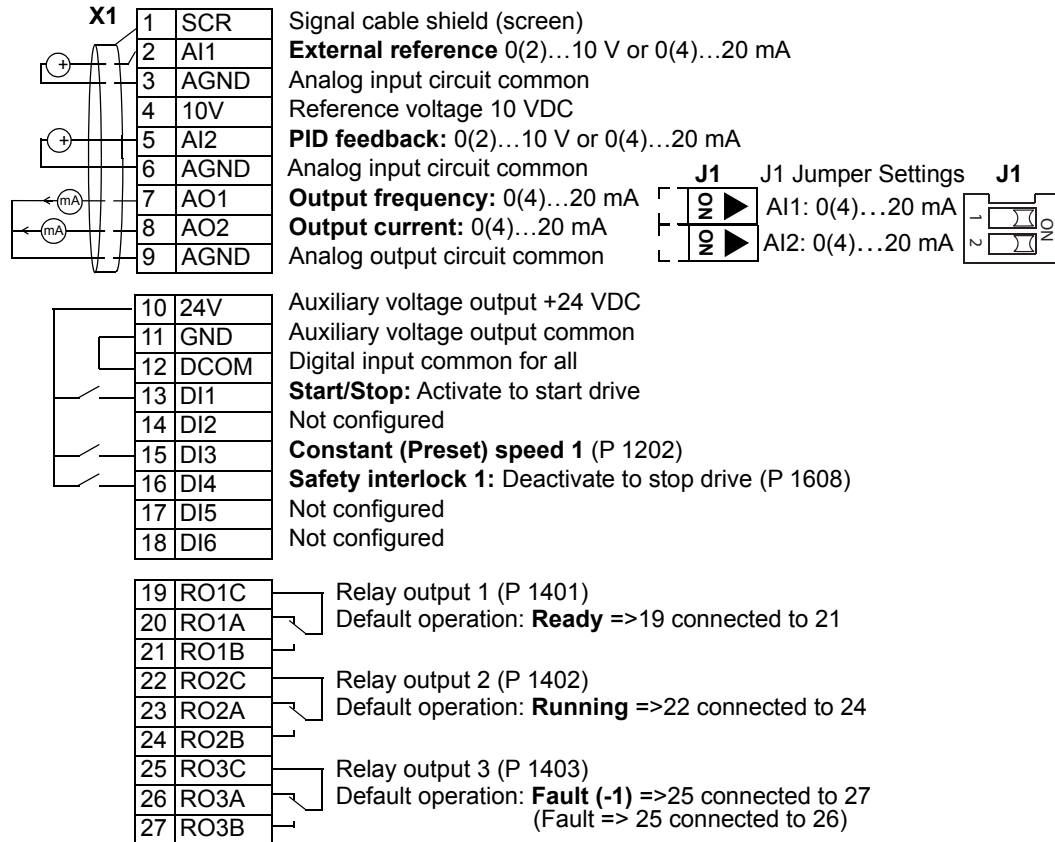 X1
1 SCR Signal cable shield (screen)
2 AI1 External reference 0(2)…10 V or 0(4)…20 mA
+
3 AGND Analog input circuit common
4 10V Reference voltage 10 VDC
5 AI2 PID feedback: 0(2)…10 V or 0(4)…20 mA
+
6 AGND Analog input circuit common
J1 J1 Jumper Settings J1
7 AO1 Output frequency: 0(4)…20 mA
mA
ON AI1: 0(4)…20 mA
8 AO2 Output current: 0(4)…20 mA
mA
ON AI2: 0(4)…20 mA
1
2
ON
9 AGND Analog output circuit common
10 24V Auxiliary voltage output +24 VDC
11 GND Auxiliary voltage output common
12 DCOM Digital input common for all
13 DI1 Start/Stop: Activate to start drive
14 DI2 Not configured
15 DI3 Constant (Preset) speed 1 (P 1202)
16 DI4 Safety interlock 1: Deactivate to stop drive (P 1608)
17 DI5 Not configured
18 DI6 Not configured
19 RO1C Relay output 1 (P 1401)
20 RO1A Default operation: Ready =>19 connected to 21
21 RO1B
22 RO2C Relay output 2 (P 1402)
23 RO2A Default operation: Running =>22 connected to 24
24 RO2B
25 RO3C Relay output 3 (P 1403)
26 RO3A Default operation: Fault (-1) =>25 connected to 27
27 RO3B (Fault => 25 connected to 26)